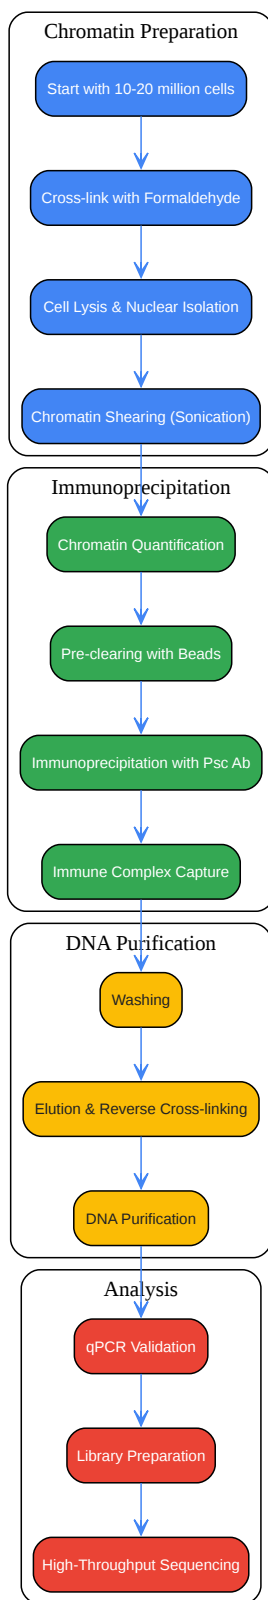 Chromatin Preparation
Start with 10-20 million cells
Cross-link with Formaldehyde
Cell Lysis & Nuclear Isolation
Chromatin Shearing (Sonication)
Immunoprecipitation
Chromatin Quantification
Pre-clearing with Beads
Immunoprecipitation with Psc Ab
Immune Complex Capture
DNA Purification
Washing
Elution & Reverse Cross-linking
DNA Purification
Analysis
qPCR Validation
Library Preparation
High-Throughput Sequencing